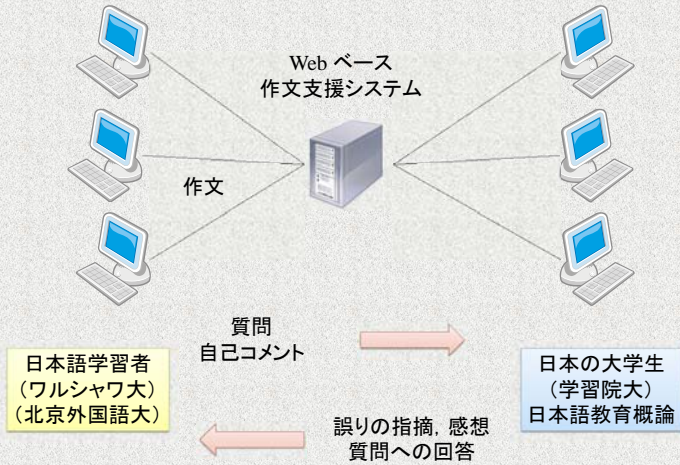 Web ベース
作文支援システム
作文
質問
自己コメント
日本語学習者
（ワルシャワ大）
（北京外国語大）
日本の大学生
（学習院大）
日本語教育概論
誤りの指摘, 感想
質問への回答